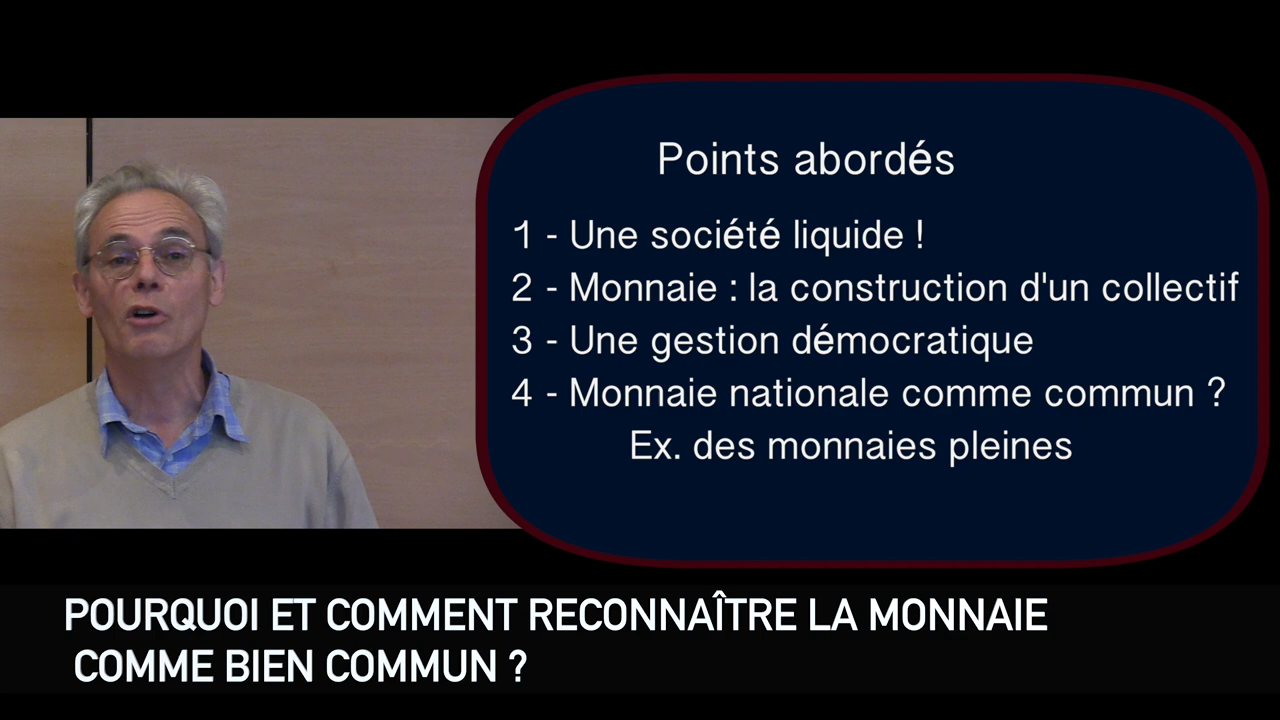 Points abordés
1 - Une société liquide !
2 - Monnaie : la construction d'un collectif
3 - Une gestion démocratique
4 - Monnaie nationale comme commun ?
Ex. des monnaies pleines
POURQUOI ET COMMENT RECONNAÎTRE LA MONNAIE
COMME BIEN COMMUN ?